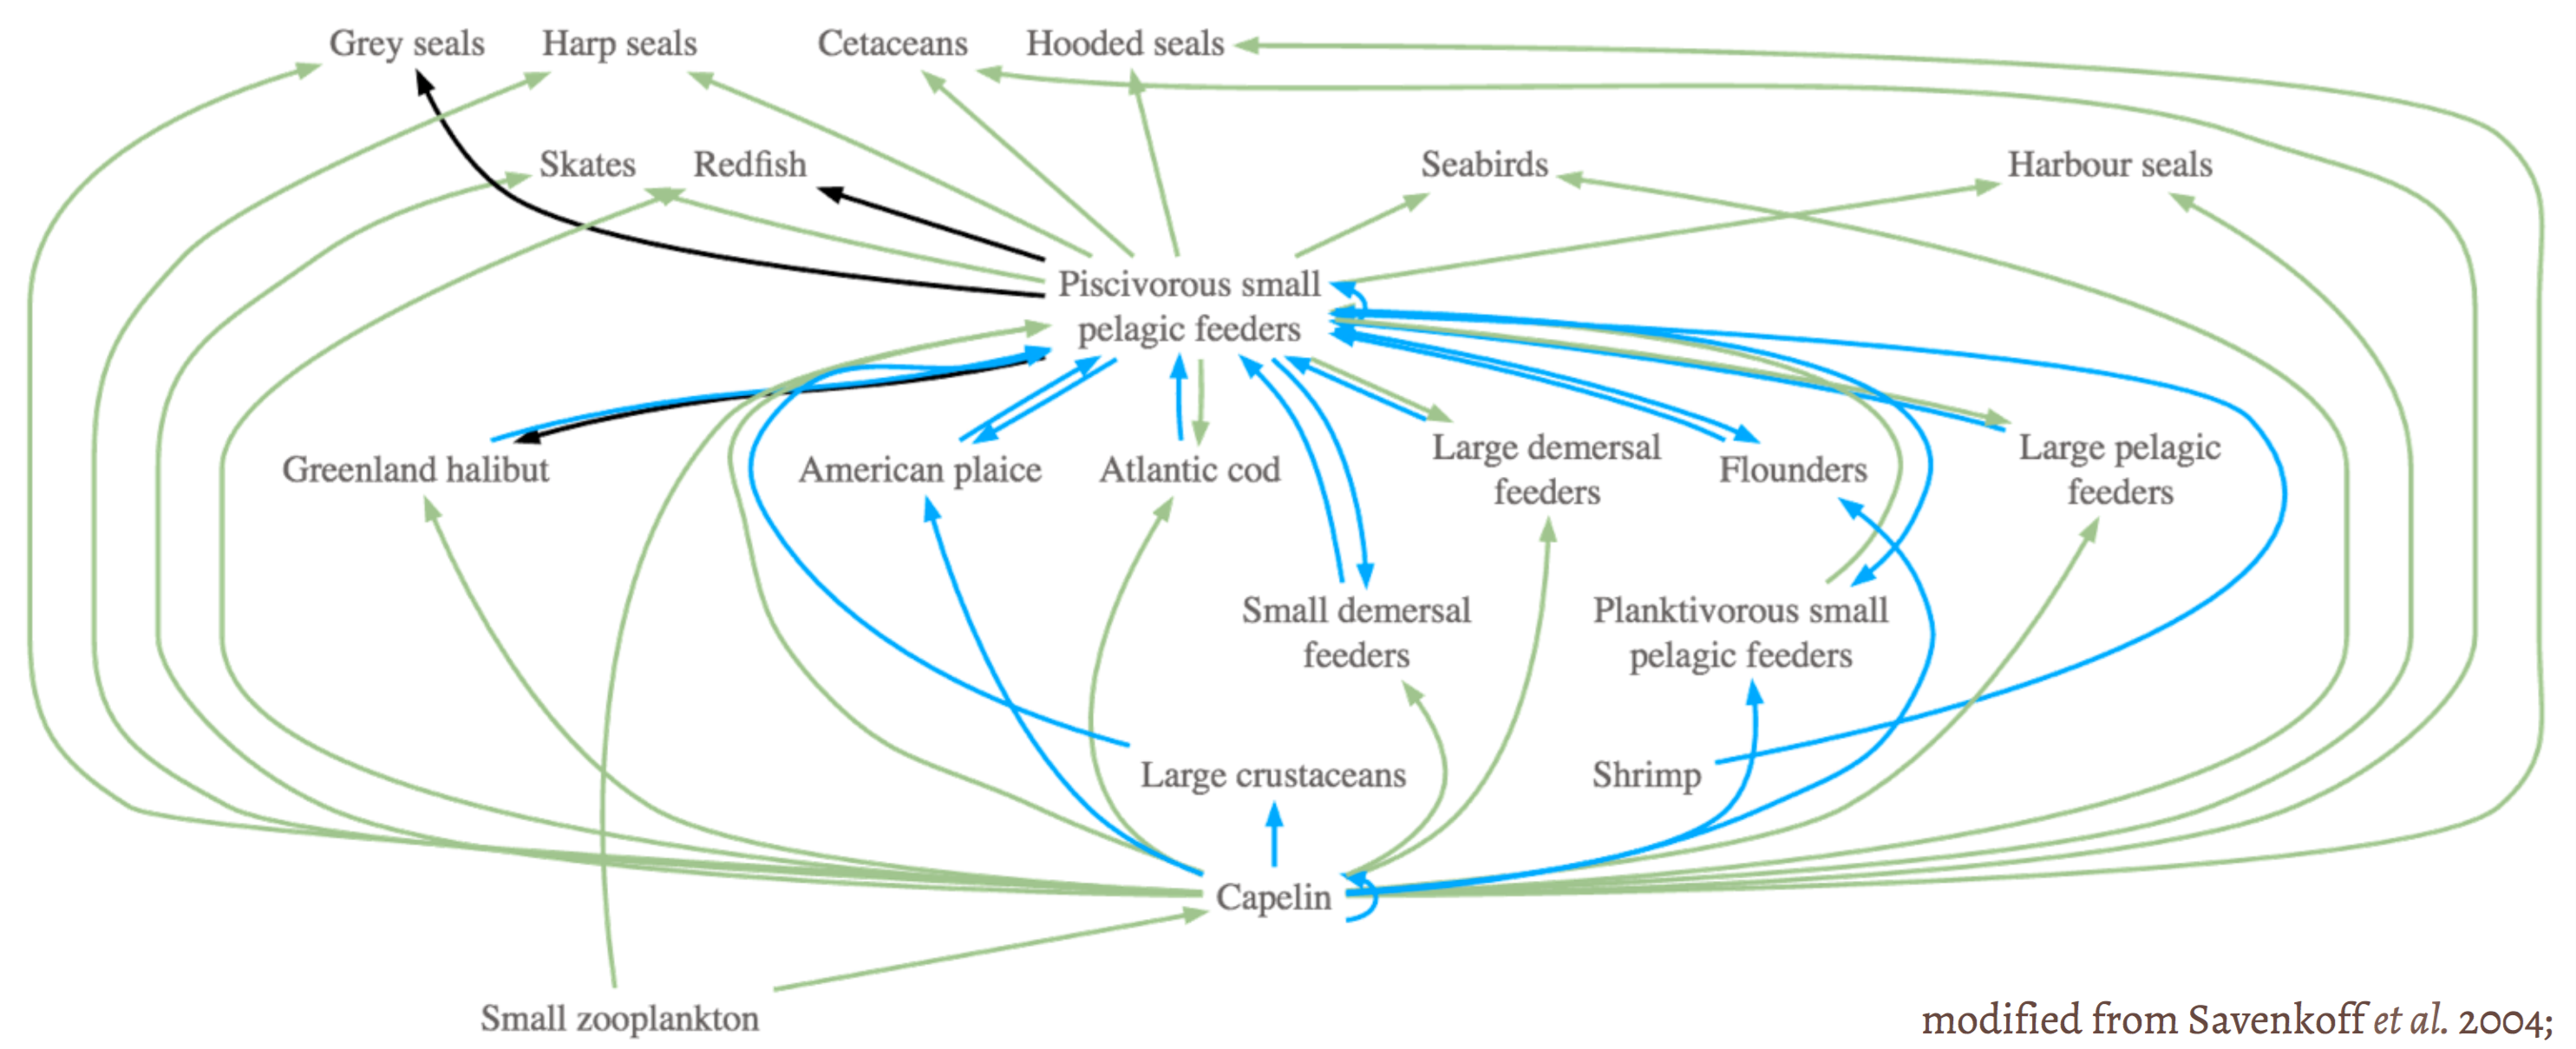 Grey seals
Harp seals
Cetaceans
Hooded seals
Skates
Redfish
Seabirds
Harbour seals
Piscivorous small
pelagic feeders
Greenland halibut
American plaice
Atlantic cod
Large demersal
feeders
Flounders
Large pelagic
feeders
Small demersal
feeders
Planktivorous small
pelagic feeders
Large crustaceans
Shrimp
Capelin
Small zooplankton
modified from Savenkoff et al. 2004;